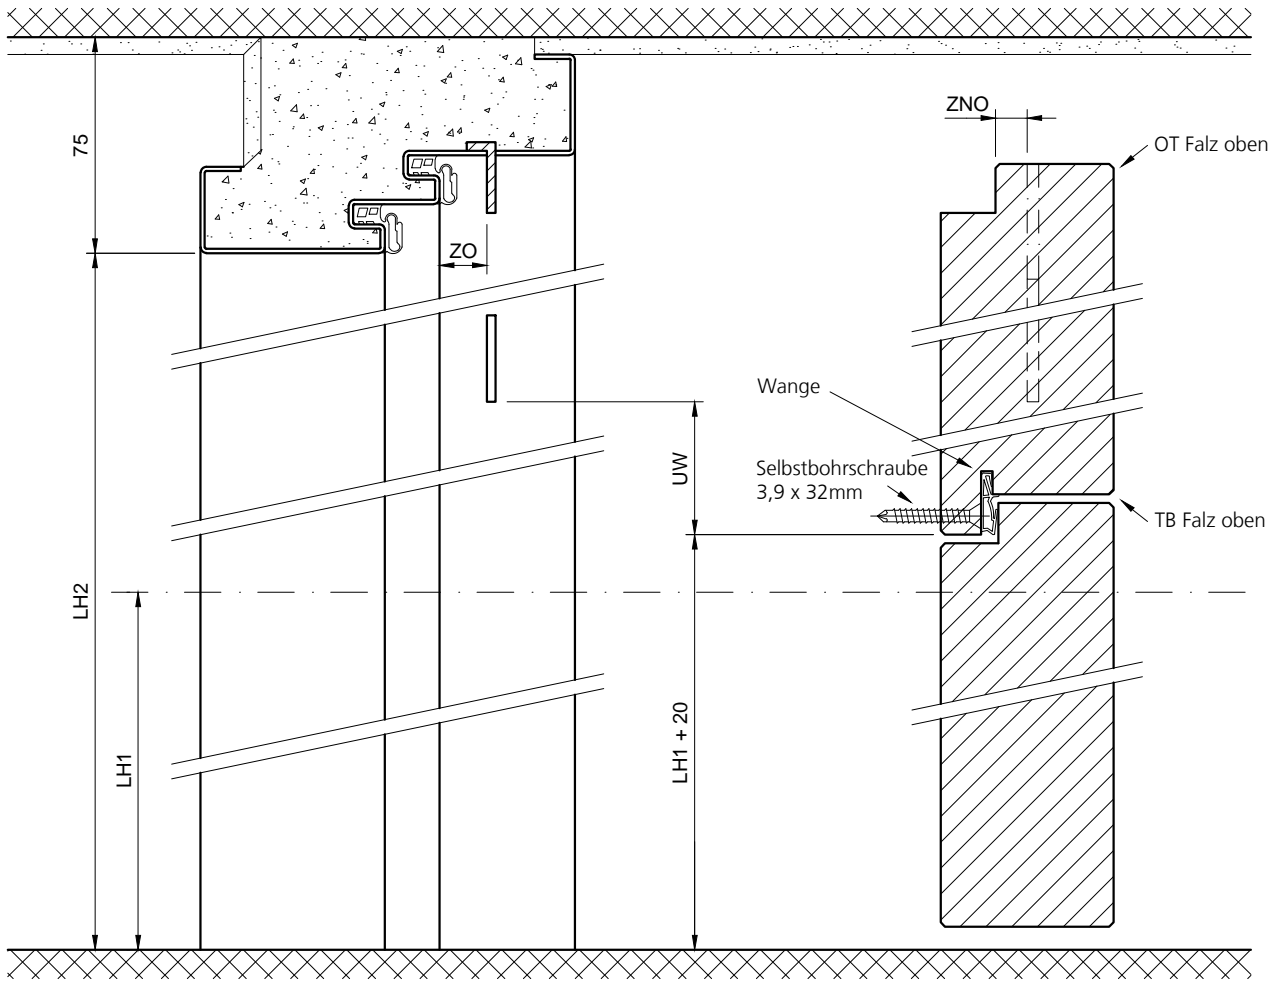 ZNO
OT Falz oben
75
ZO
Wange
Selbstbohrschraube
3,9 x 32mm
UW
TB Falz oben
LH2
LH1 + 20
LH1